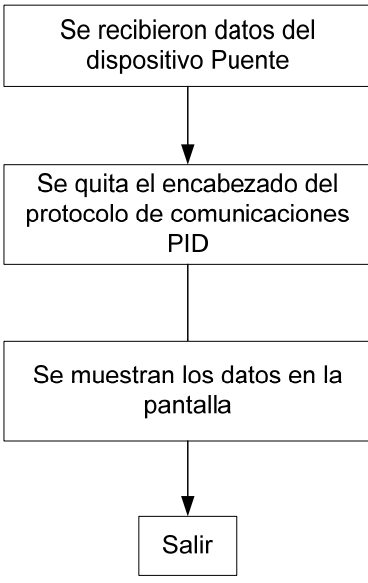 Se recibieron datos del
dispositivo Puente
Se quita el encabezado del
protocolo de comunicaciones
PID
Se muestran los datos en la
pantalla
Salir